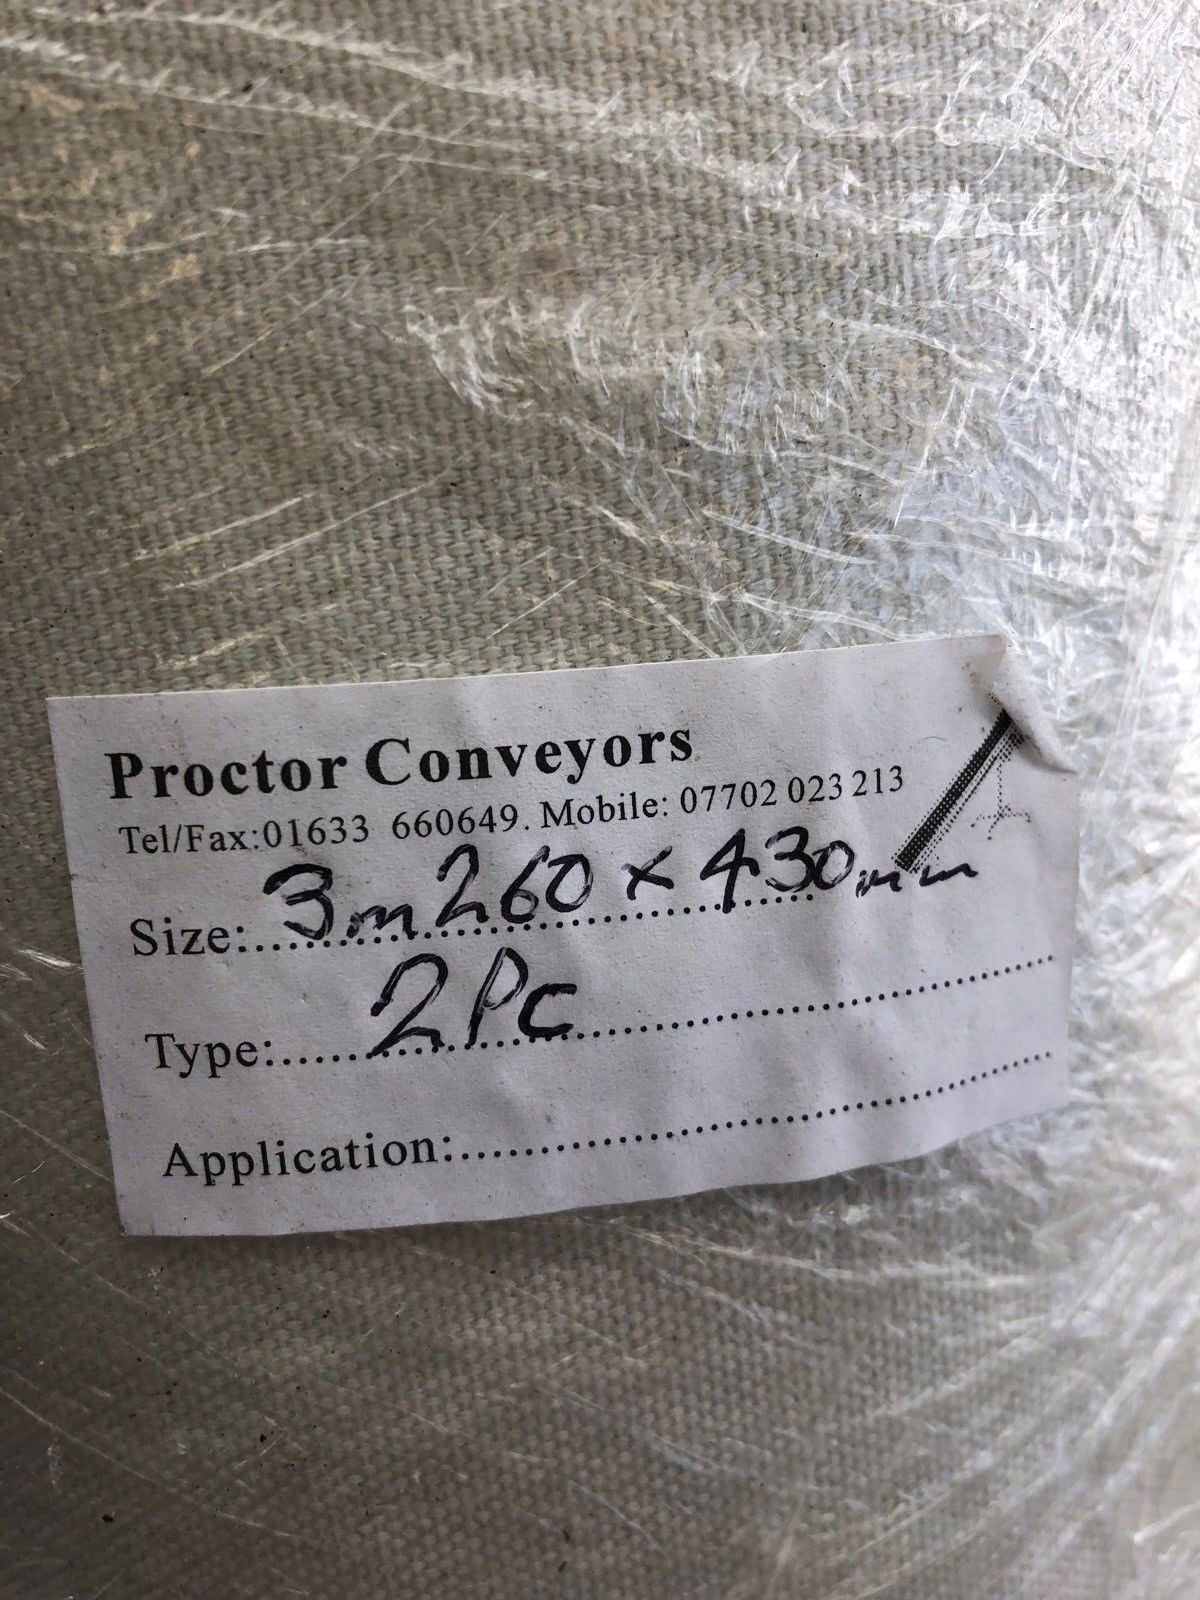 Proctor Conveyors
Tel/Fax:01633 660649. Mobile: 07702 023 213
Size: 3m260 x 430mm
Type: 2Pc
Application: